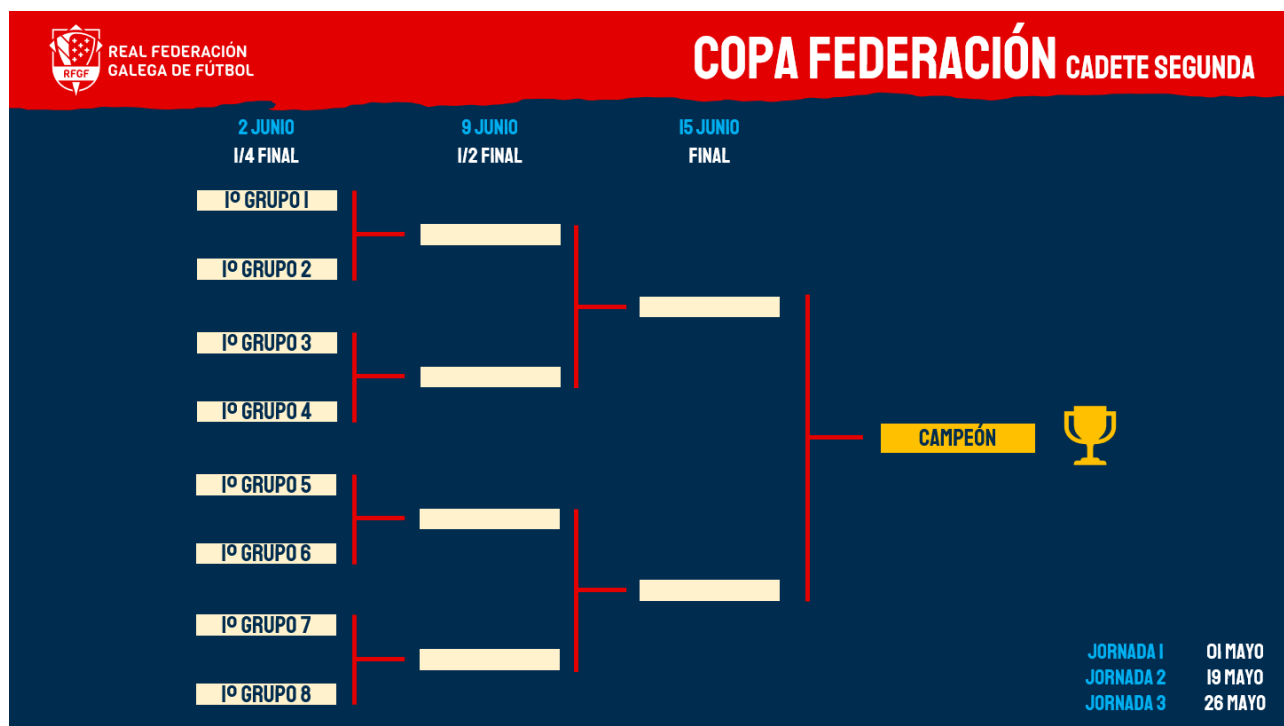 REAL FEDERACIÓN
GALEGA DE FÚTBOL
RFGF
COPA FEDERACIÓN CADETE SEGUNDA
2 JUNIO
1/4 FINAL
9 JUNIO
1/2 FINAL
15 JUNIO
FINAL
1º GRUPO 1
1º GRUPO 2
1º GRUPO 3
1º GRUPO 4
1º GRUPO 5
1º GRUPO 6
1º GRUPO 7
1º GRUPO 8
CAMPEÓN
JORNADA 1 01 MAYO
JORNADA 2 19 MAYO
JORNADA 3 26 MAYO